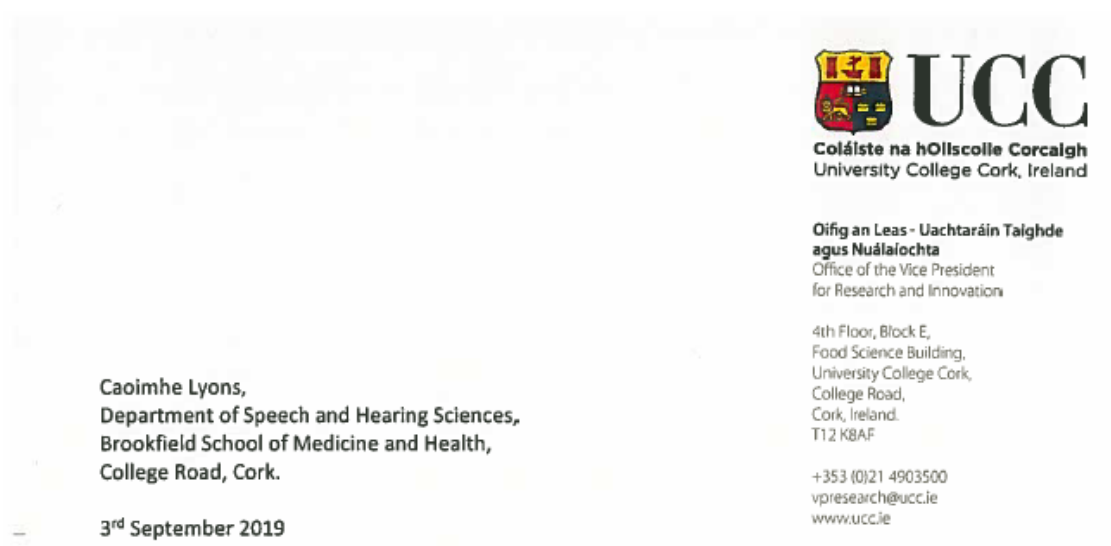 UCC
Coláiste na hOllscoile Corcaigh
University College Cork, Ireland
Oifig an Leas - Uachtaráin Taighde
agus Nuálaíochta
Office of the Vice President
for Research and Innovation
4th Floor, Block E,
Food Science Building,
University College Cork,
College Road,
Cork, Ireland.
T12 K8AF
+353 (0)21 4903500
vpresearch@ucc.ie
www.ucc.ie
Caoimhe Lyons,
Department of Speech and Hearing Sciences,
Brookfield School of Medicine and Health,
College Road, Cork.
3rd September 2019